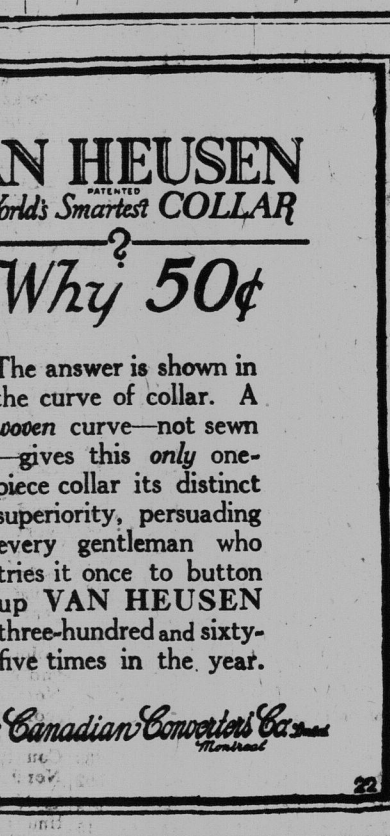 AN HEUSEN
PATENTED
orld's Smartest COLLAR
?
Why 50¢
The answer is shown in
the curve of collar. A
woven curve—not sewn
—gives this only one-
piece collar its distinct
superiority, persuading
every gentleman who
tries it once to button
up VAN HEUSEN
three-hundred and sixty-
five times in the year.
Canadian Converters Co. Limited
Montreal
22